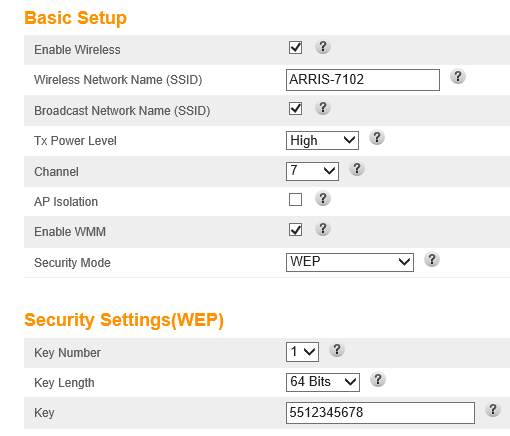 Basic Setup
Enable Wireless ?
Wireless Network Name (SSID) ARRIS-7102 ?
Broadcast Network Name (SSID) ?
Tx Power Level High ?
Channel 7 ?
AP Isolation ?
Enable WMM ?
Security Mode WEP ?
Security Settings(WEP)
Key Number 1 ?
Key Length 64 Bits ?
Key 5512345678 ?